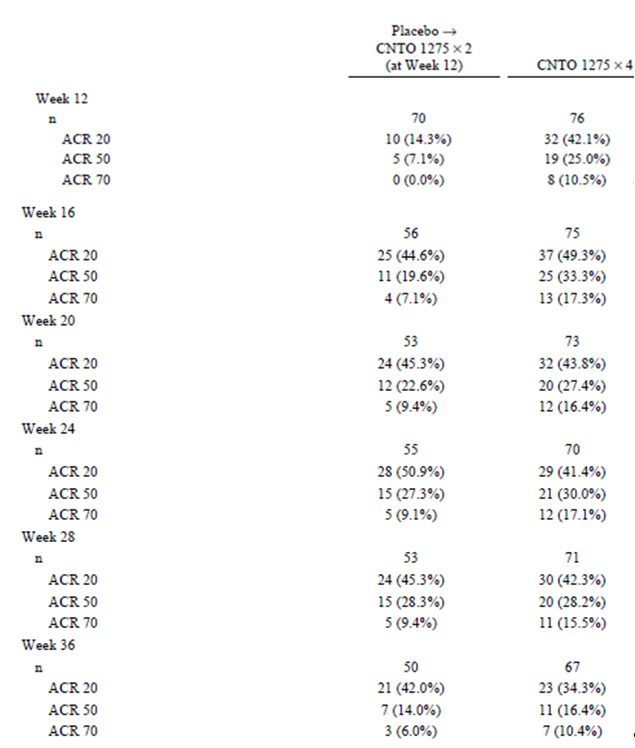 Placebo →
CNTO 1275 × 2
(at Week 12) CNTO 1275 × 4
Week 12
n 70 76
ACR 20 10 (14.3%) 32 (42.1%)
ACR 50 5 (7.1%) 19 (25.0%)
ACR 70 0 (0.0%) 8 (10.5%)
Week 16
n 56 75
ACR 20 25 (44.6%) 37 (49.3%)
ACR 50 11 (19.6%) 25 (33.3%)
ACR 70 4 (7.1%) 13 (17.3%)
Week 20
n 53 73
ACR 20 24 (45.3%) 32 (43.8%)
ACR 50 12 (22.6%) 20 (27.4%)
ACR 70 5 (9.4%) 12 (16.4%)
Week 24
n 55 70
ACR 20 28 (50.9%) 29 (41.4%)
ACR 50 15 (27.3%) 21 (30.0%)
ACR 70 5 (9.1%) 12 (17.1%)
Week 28
n 53 71
ACR 20 24 (45.3%) 30 (42.3%)
ACR 50 15 (28.3%) 20 (28.2%)
ACR 70 5 (9.4%) 11 (15.5%)
Week 36
n 50 67
ACR 20 21 (42.0%) 23 (34.3%)
ACR 50 7 (14.0%) 11 (16.4%)
ACR 70 3 (6.0%) 7 (10.4%)